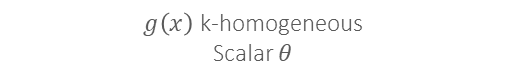 g(x) k-homogeneous
Scalar θ